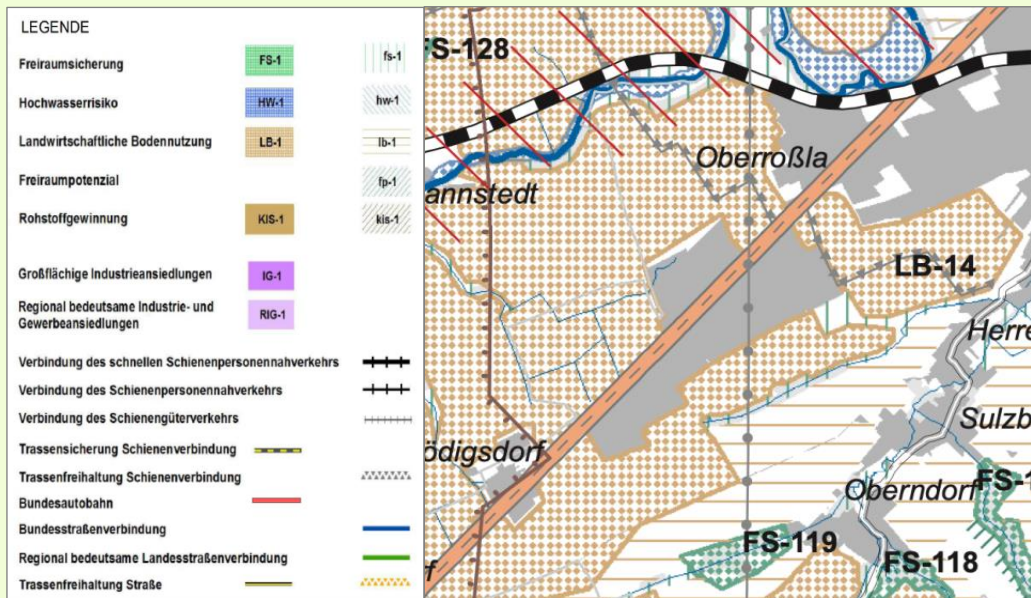 LEGENDE
Freiraumsicherung FS-1 fs-1
Hochwasserrisiko HW-1 hw-1
Landwirtschaftliche Bodennutzung LB-1 lb-1
Freiraumpotenzial fp-1
Rohstoffgewinnung KIS-1 kis-1
Großflächige Industrieansiedlungen IG-1
Regional bedeutsame Industrie- und
Gewerbeansiedlungen RIG-1
Verbindung des schnellen Schienenpersonennahverkehrs
Verbindung des Schienenpersonennahverkehrs
Verbindung des Schienengüterverkehrs
Trassensicherung Schienenverbindung
Trassenfreihaltung Schienenverbindung
Bundesautobahn
Bundesstraßenverbindung
Regional bedeutsame Landesstraßenverbindung
Trassenfreihaltung Straße
FS-128
Oberroßla
annstedt
LB-14
Herre
Sulzb
ödigsdorf
Oberndorf
FS-1
FS-119
FS-118